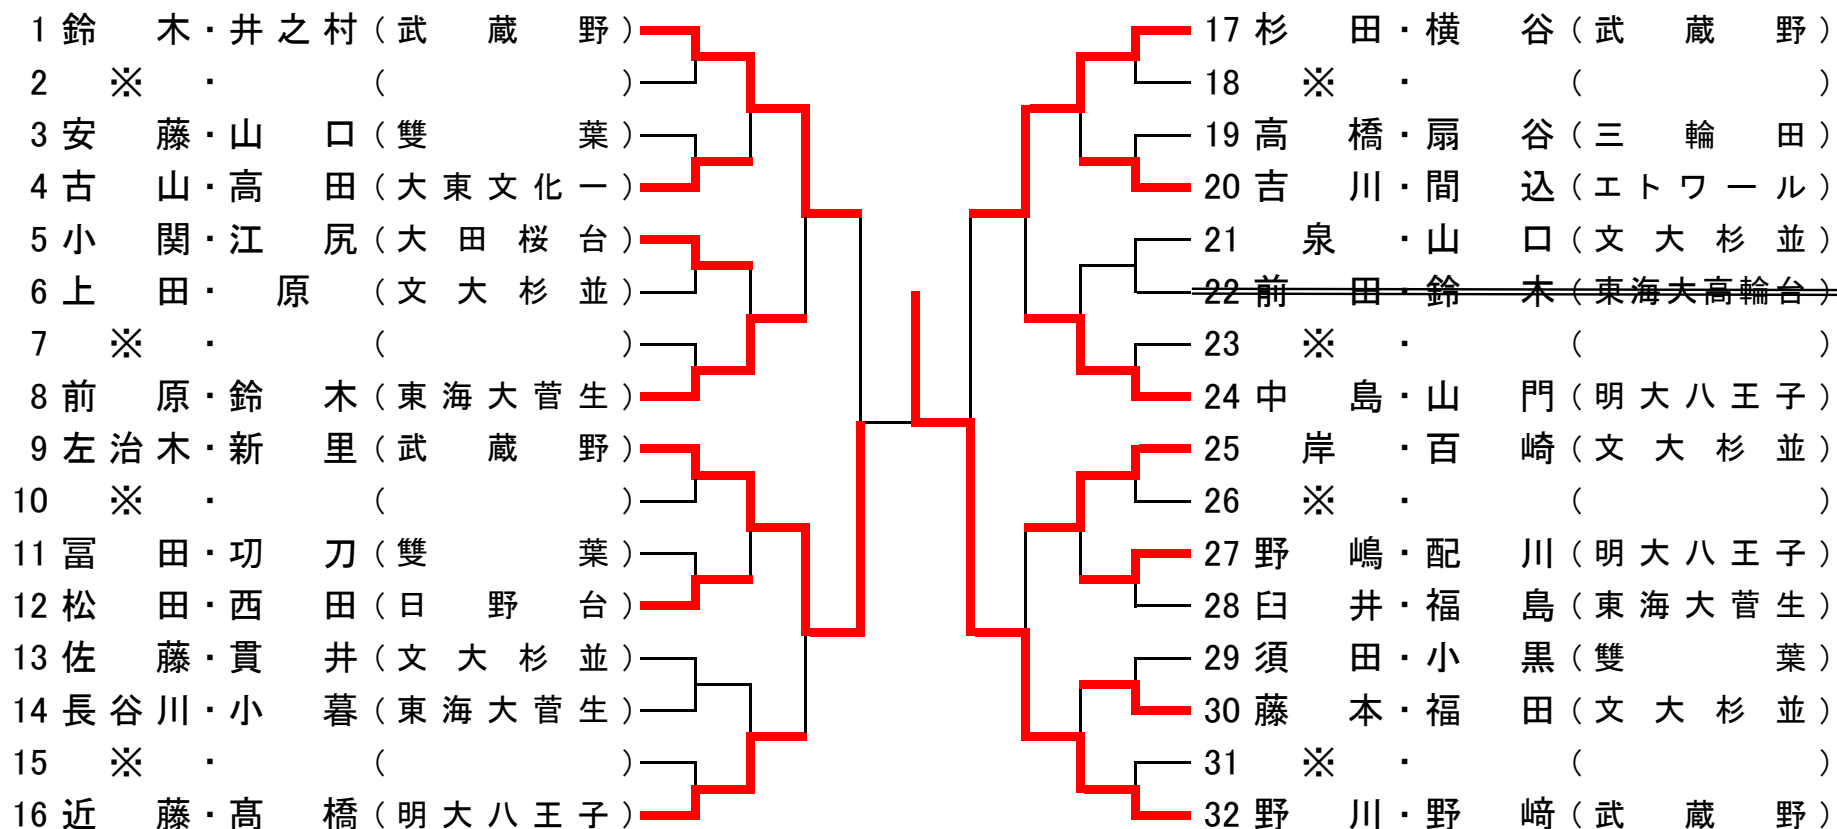 1 鈴木・井之村(武蔵野)
2 ※・( )
3 安藤・山口(雙葉)
4 古山・高田(大東文化一)
5 小関・江尻(大田桜台)
6 上田・原(文大杉並)
7 ※・( )
8 前原・鈴木(東海大菅生)
9 左治木・新里(武蔵野)
10 ※・( )
11 冨田・切刀(雙葉)
12 松田・西田(日野台)
13 佐藤・貫井(文大杉並)
14 長谷川・小暮(東海大菅生)
15 ※・( )
16 近藤・髙橋(明大八王子)
17 杉田・横谷(武蔵野)
18 ※・( )
19 高橋・扇谷(三輪田)
20 吉川・間込(エトワール)
21 泉・山口(文大杉並)
22 前田・鈴木(東海大高輪台)
23 ※・( )
24 中島・山門(明大八王子)
25 岸・百崎(文大杉並)
26 ※・( )
27 野嶋・配川(明大八王子)
28 臼井・福島(東海大菅生)
29 須田・小黒(雙葉)
30 藤本・福田(文大杉並)
31 ※・( )
32 野川・野﨑(武蔵野)